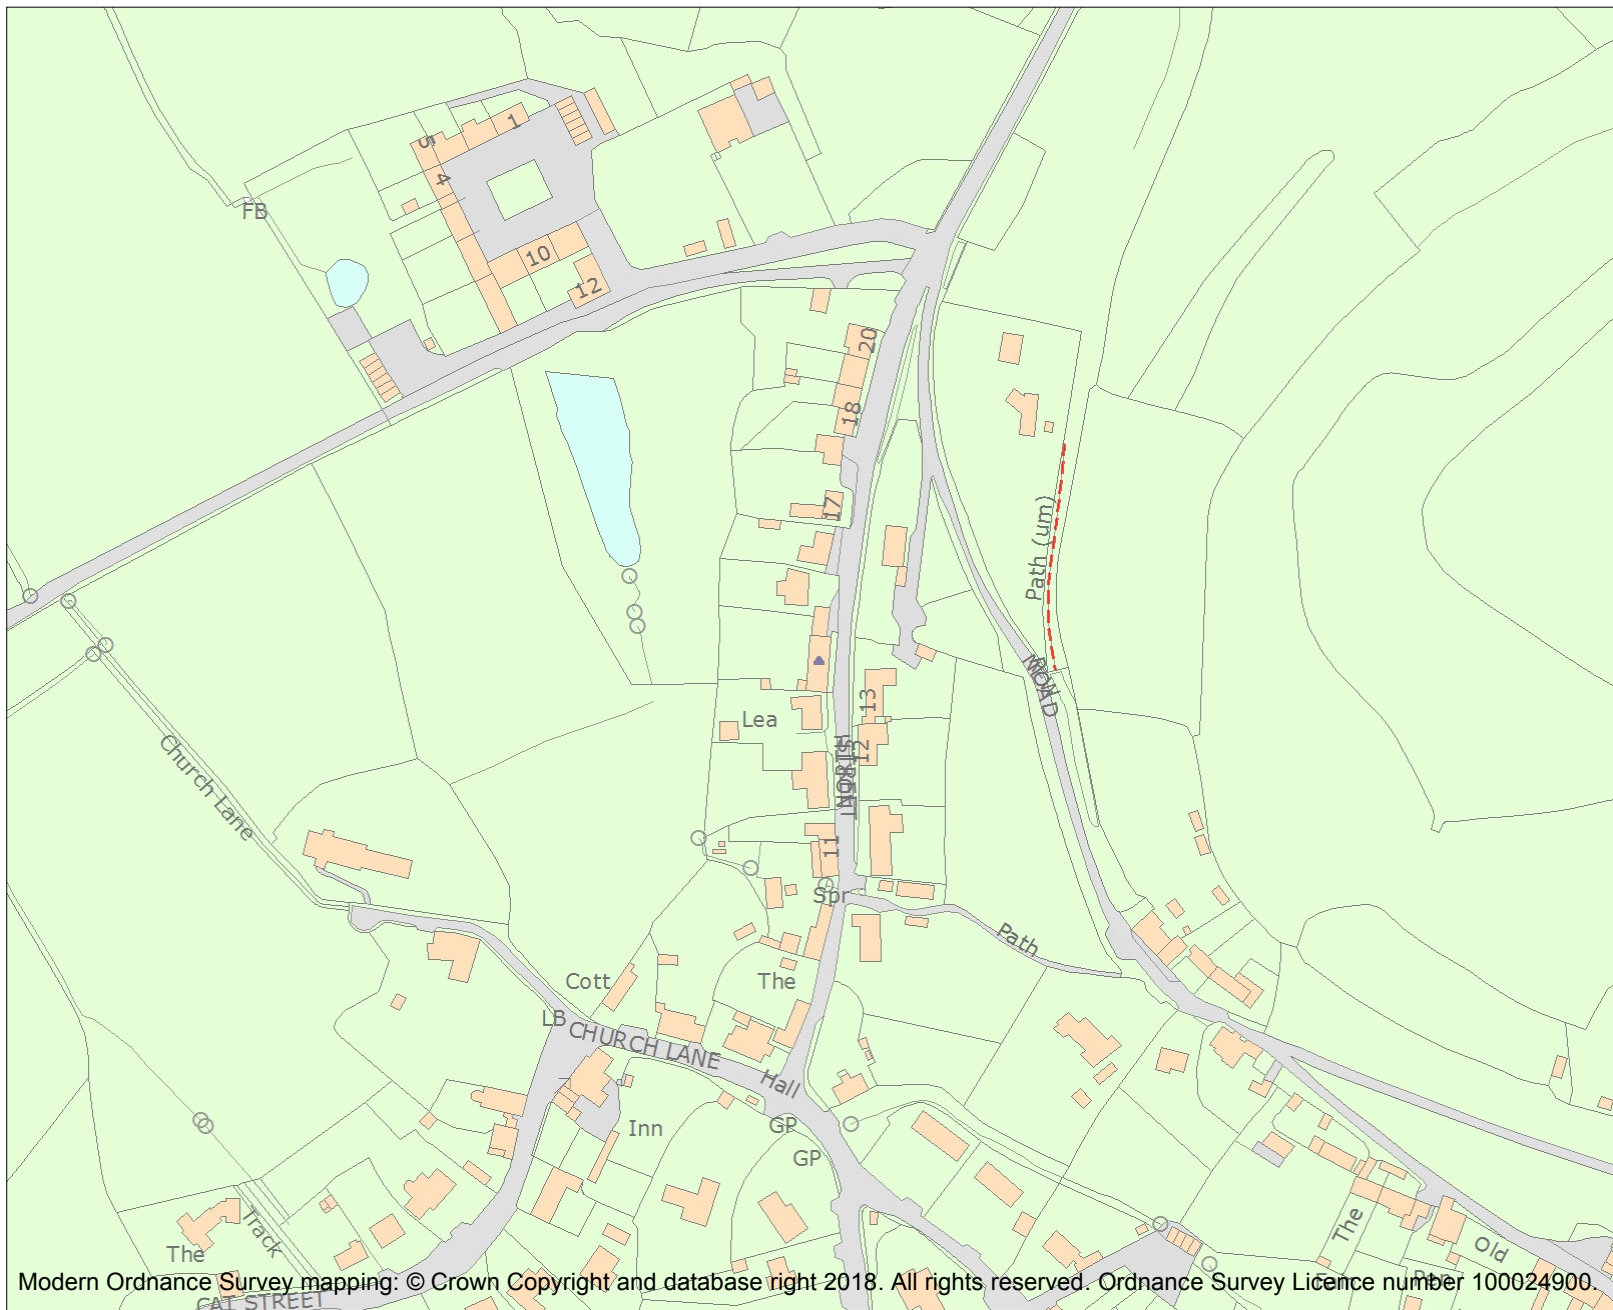 1
5
4
FB
10
12
20
18
17
Path (um)
ROAD
13
Lea
12
NORTH
STREET
Church Lane
11
Spr
Path
Cott
The
LB
CHURCH LANE
Hall
Inn
GP
GP
Track
The
The
Old
CAT STREET
Modern Ordnance Survey mapping: © Crown Copyright and database right 2018. All rights reserved. Ordnance Survey Licence number 100024900.